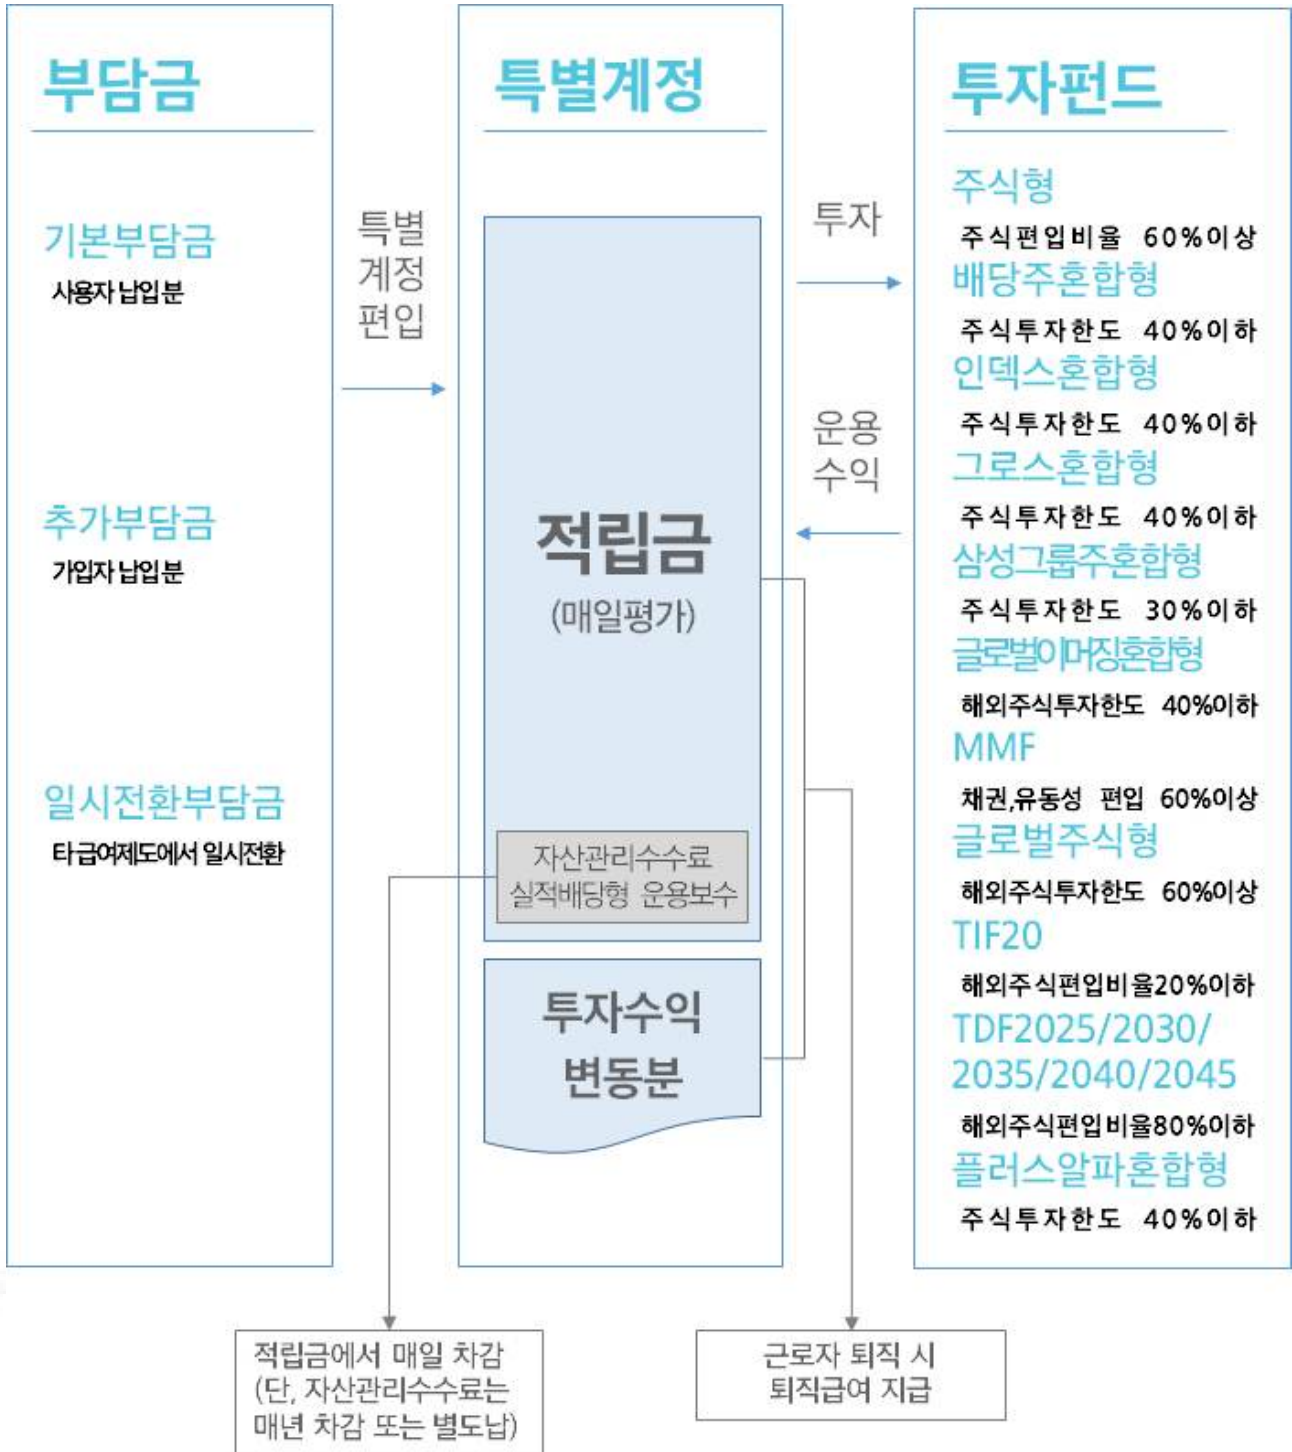 부담금
기본부담금
사용자 납입분
추가부담금
가입자 납입분
일시전환부담금
타 급여제도에서 일시전환
특별
계정
편입
특별계정
적립금
(매일평가)
자산관리수수료
실적배당형 운용보수
투자수익
변동분
투자
운용
수익
투자펀드
주식형
주식편입비율 60%이상
배당주혼합형
주식투자한도 40%이하
인덱스혼합형
주식투자한도 40%이하
그로스혼합형
주식투자한도 40%이하
삼성그룹주혼합형
주식투자한도 30%이하
글로벌이머징혼합형
해외주식투자한도 40%이하
MMF
채권,유동성 편입 60%이상
글로벌주식형
해외주식투자한도 60%이상
TIF20
해외주식편입비율20%이하
TDF2025/2030/
2035/2040/2045
해외주식편입비율80%이하
플러스알파혼합형
주식투자한도 40%이하
적립금에서 매일 차감
(단, 자산관리수수료는
매년 차감 또는 별도납)
근로자 퇴직 시
퇴직급여 지급